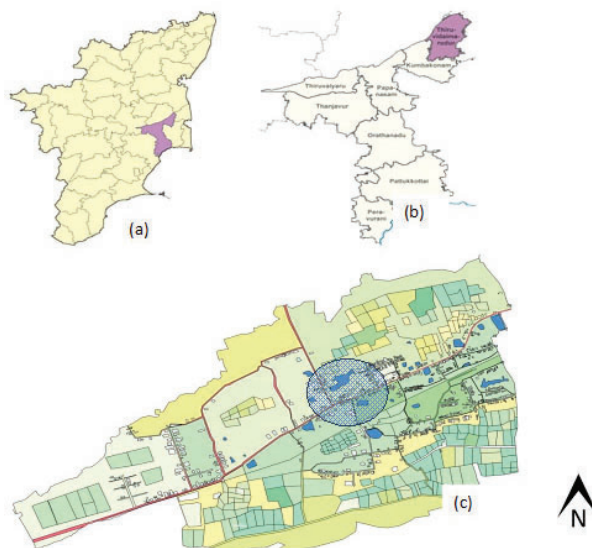 (a)
Thiru-
vidaima-
rudur
Kumbakonam
Thiruvaiyaru
Papa-
nasam
Thanjavur
Orathanadu
Pattukkottai
Pera-
vurani
(b)
(c)
N